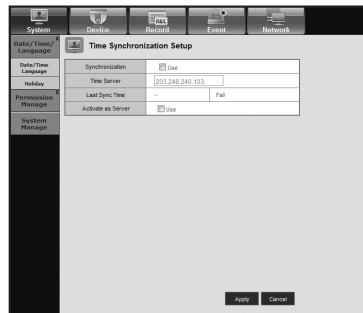 System Device Record Event Network
REC
Date/Time/
Language
Date/Time
Language
Holiday
Permission
Manage
System
Manage
Time Synchronization Setup
Synchronization Use
Time Server 203.248.240.103
Last Sync Time - Fail
Activate as Server Use
Apply Cancel